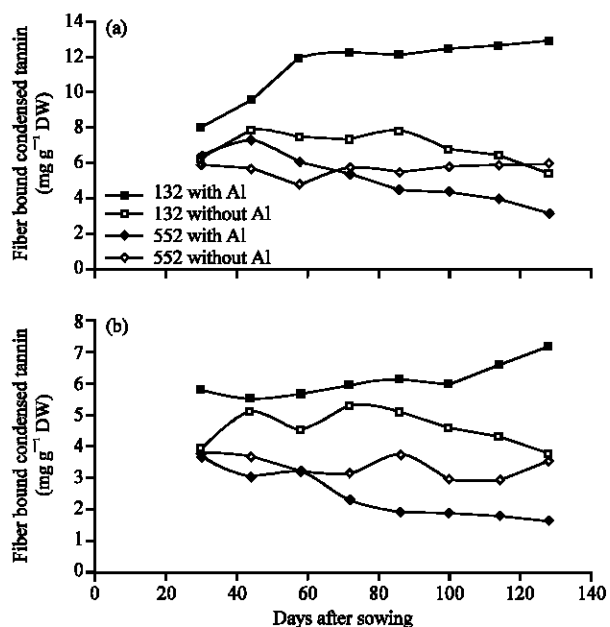 (a)
14
12
10
8
6
4
2
0
Fiber bound condensed tannin
(mg g⁻¹ DW)
132 with Al
132 without Al
552 with Al
552 without Al
(b)
8
7
6
5
4
3
2
1
0
Fiber bound condensed tannin
(mg g⁻¹ DW)
0 20 40 60 80 100 120 140
Days after sowing